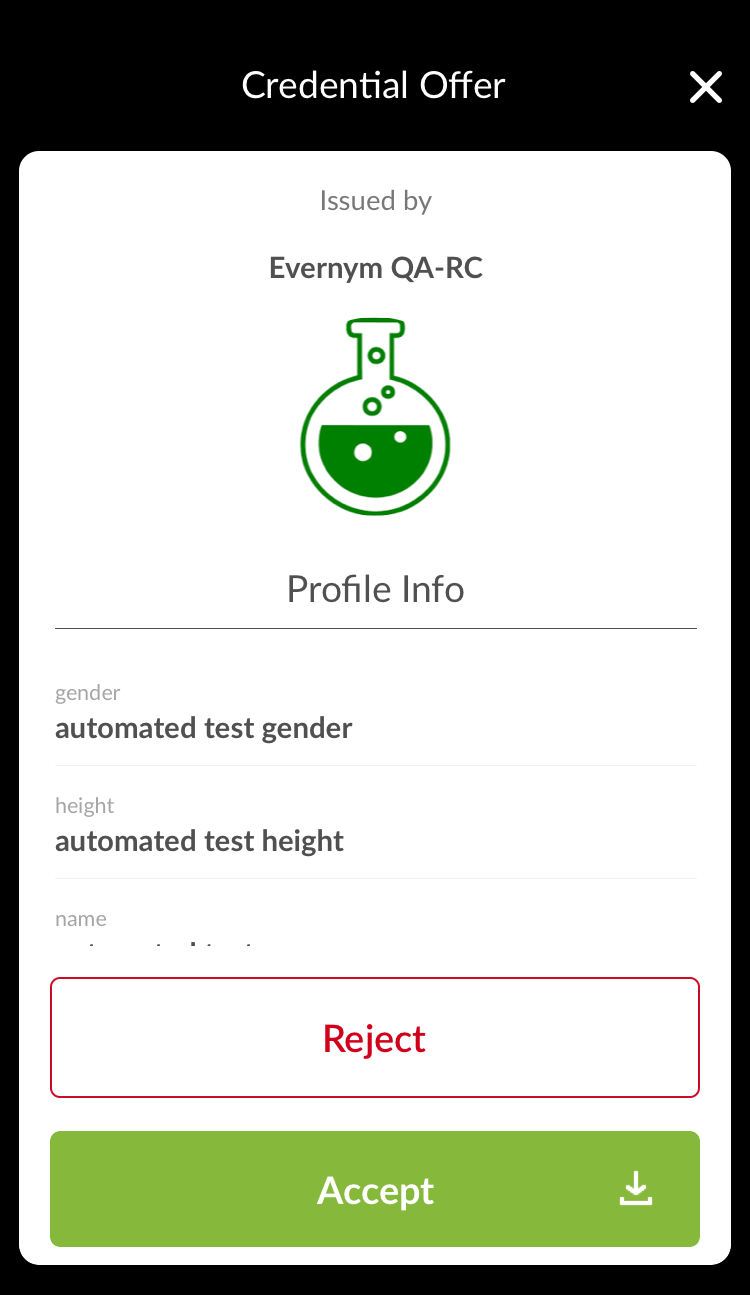 Credential Offer
Issued by
Evernym QA-RC
Profile Info
gender
automated test gender
height
automated test height
name
Reject
Accept